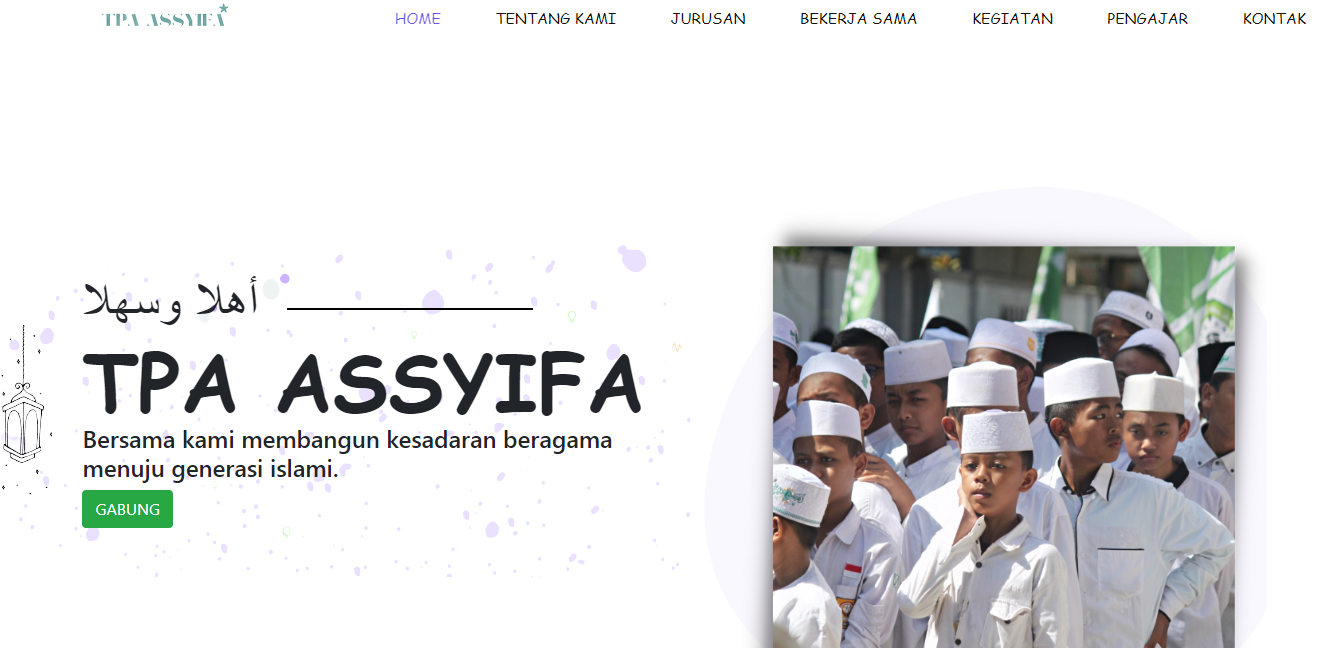 TPA ASSYIFA
HOME TENTANG KAMI JURUSAN BEKERJA SAMA KEGIATAN PENGAJAR KONTAK
أهلا وسهلا
TPA ASSYIFA
Bersama kami membangun kesadaran beragama
menuju generasi islami.
GABUNG